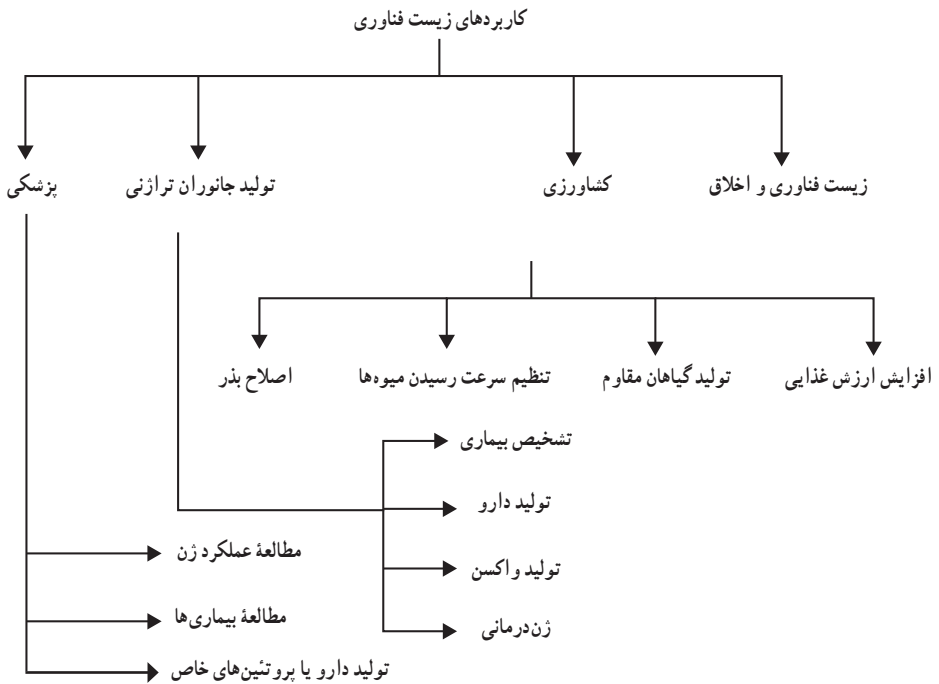 کاربردهای زیست فناوری
زیست فناوری و اخلاق
کشاورزی
تولید جانوران تراژنی
پزشکی
افزایش ارزش غذایی
تولید گیاهان مقاوم
تنظیم سرعت رسیدن میوه‌ها
اصلاح بذر
تشخیص بیماری
تولید دارو
تولید واکسن
ژن‌درمانی
مطالعهٔ عملکرد ژن
مطالعهٔ بیماری‌ها
تولید دارو یا پروتئین‌های خاص